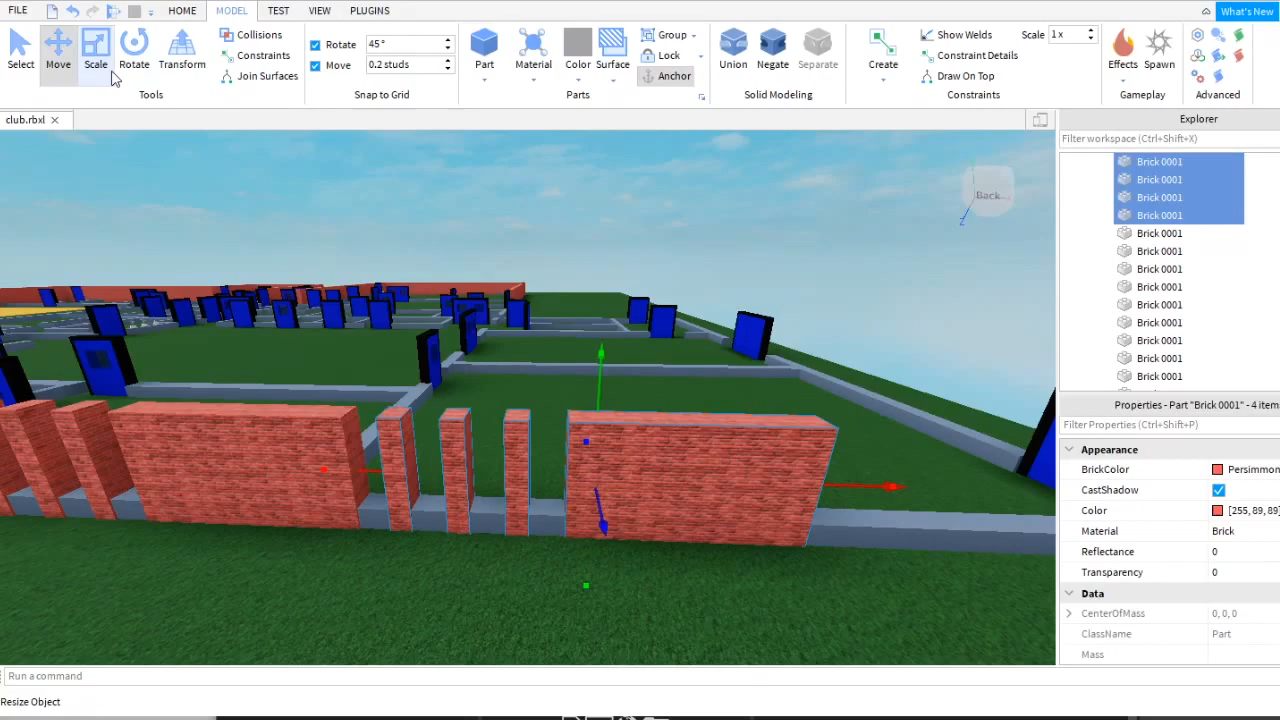 FILE
HOME
MODEL
TEST
VIEW
PLUGINS
What's New
Select
Move
Scale
Rotate
Transform
Tools
Collisions
Constraints
Join Surfaces
Rotate 45°
Move 0.2 studs
Snap to Grid
Part
Material
Color
Surface
Group
Lock
Anchor
Parts
Union
Negate
Separate
Solid Modeling
Create
Show Welds
Scale 1 x
Constraint Details
Draw On Top
Constraints
Effects
Spawn
Gameplay
Advanced
club.rbxl
Explorer
Filter workspace (Ctrl+Shift+X)
Brick 0001
Brick 0001
Brick 0001
Brick 0001
Brick 0001
Brick 0001
Brick 0001
Brick 0001
Brick 0001
Brick 0001
Brick 0001
Brick 0001
Brick 0001
Back
Z
Properties - Part "Brick 0001" - 4 items
Filter Properties (Ctrl+Shift+P)
Appearance
BrickColor Persimmon
CastShadow
Color [255, 89, 89]
Material Brick
Reflectance 0
Transparency 0
Data
CenterOfMass 0, 0, 0
ClassName Part
Mass
Run a command
Resize Object